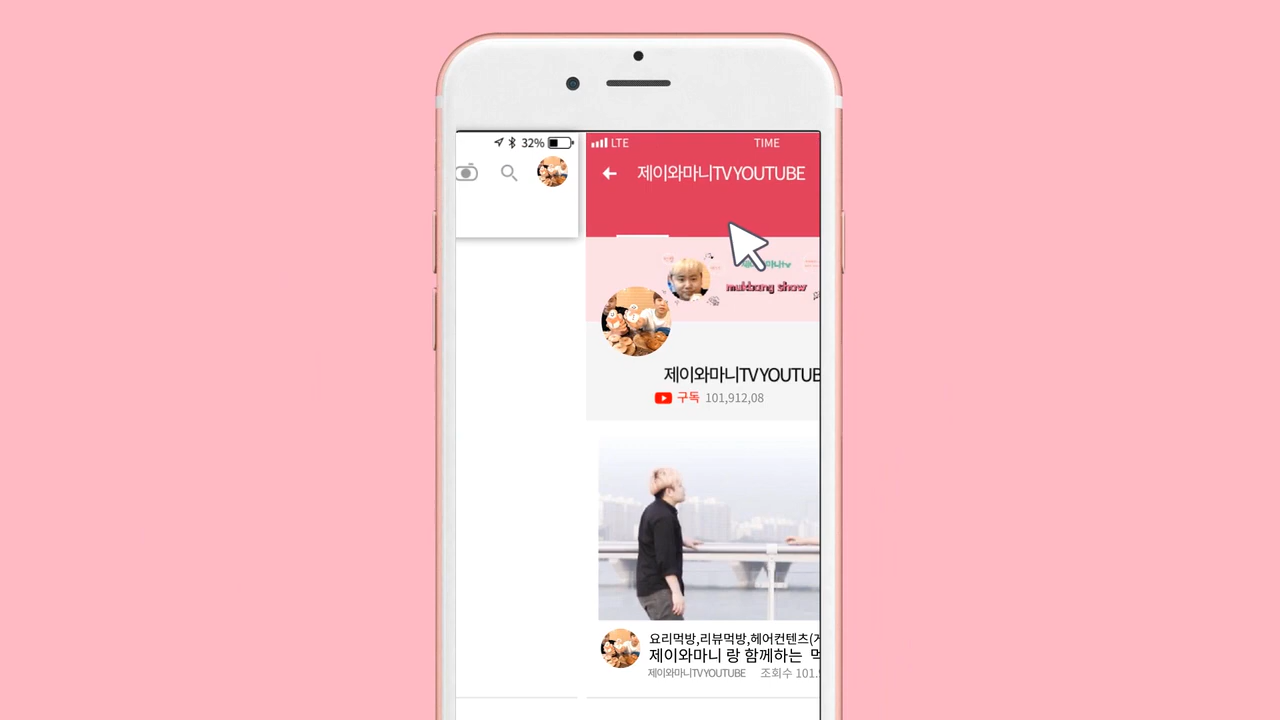 32%
LTE
TIME
제이와마니TV YOUTUBE
mukbang show
제이와마니TV YOUTUBE
구독 101,912,08
요리먹방,리뷰먹방,헤어컨텐츠(
제이와마니 랑 함께하는 먹
제이와마니TV YOUTUBE 조회수 101.